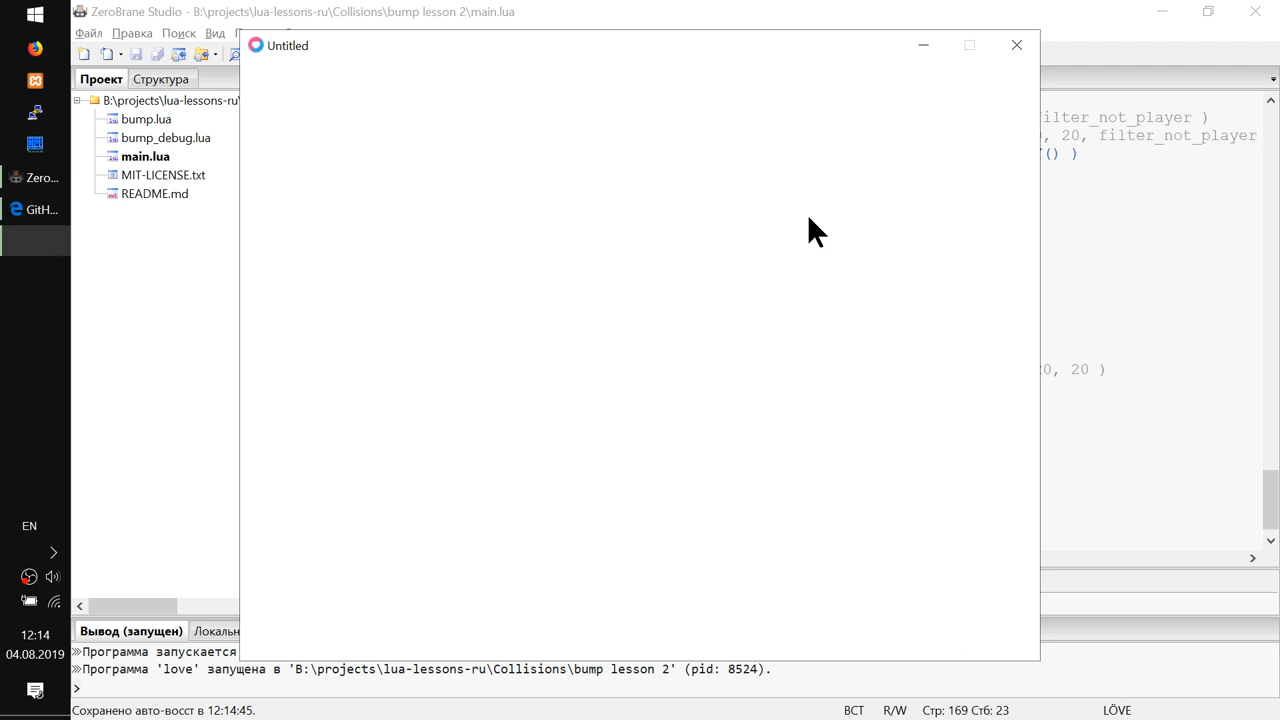 ZeroBrane Studio - B:\projects\lua-lessons-ru\Collisions\bump lesson 2\main.lua
Файл Правка Поиск Вид
Untitled
Проект Структура
B:\projects\lua-lessons-ru\
bump.lua
bump_debug.lua
main.lua
MIT-LICENSE.txt
README.md
ilter_not_player )
, 20, filter_not_player
() )
0, 20 )
Zero...
GitH...
EN
12:14
04.08.2019
Вывод (запущен) Локальн
Программа запускается
Программа 'love' запущена в 'B:\projects\lua-lessons-ru\Collisions\bump lesson 2' (pid: 8524).
Сохранено авто-восст в 12:14:45.
ВСТ R/W Стр: 169 Стб: 23 LÖVE